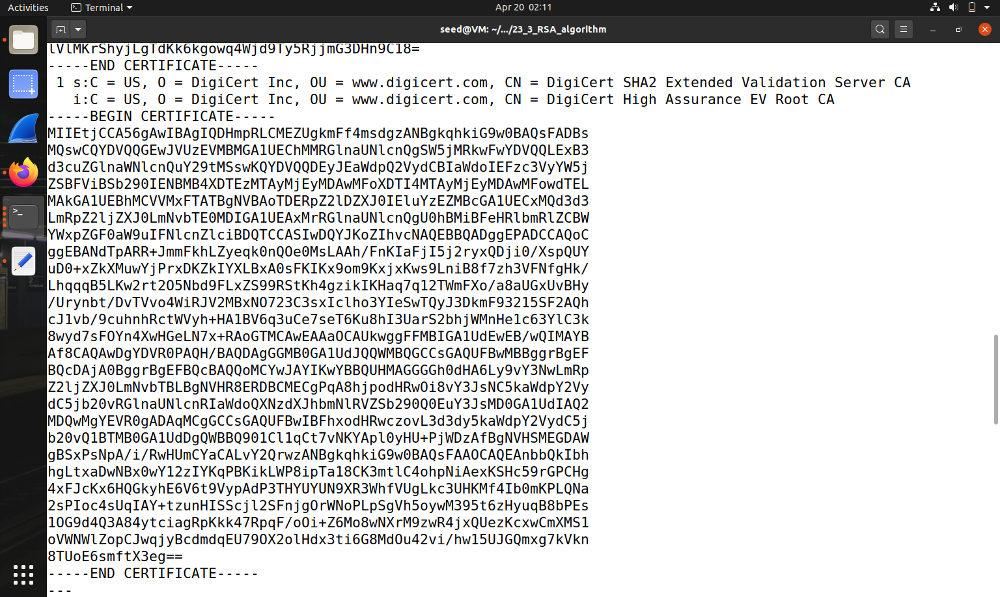 Activities
Terminal
Apr 20 02:11
seed@VM: ~/.../23_3_RSA_algorithm
lVlMKrShyjLgTdKk6kgowq4Wjd9Ty5RjjmG3DHn9C18=
-----END CERTIFICATE-----
1 s:C = US, O = DigiCert Inc, OU = www.digicert.com, CN = DigiCert SHA2 Extended Validation Server CA
i:C = US, O = DigiCert Inc, OU = www.digicert.com, CN = DigiCert High Assurance EV Root CA
-----BEGIN CERTIFICATE-----
MIIEtjCCA56gAwIBAgIQDHmpRLCMEZUgkmFf4msdgzANBgkqhkiG9w0BAQsFADBs
MQswCQYDVQQGEwJVUzEVMBMGA1UEChMMRGlnaUNlcnQgSW5jMRkwFwYDVQQLExB3
d3cuZGlnaWNlcnQuY29tMSswKQYDVQQDEyJEaWdpQ2VydCBIaWdoIEFzc3VyYW5j
ZSBFViBSb290IENBMB4XDTEzMTAyMjEyMDAwMFoXDTI4MTAyMjEyMDAwMFowdTEL
MAkGA1UEBhMCVVMxFTATBgNVBAoTDERpZ2lDZXJ0IEluYzEZMBcGA1UECxMQd3d3
LmRpZ2ljZXJ0LmNvbTE0MDIGA1UEAxMrRGlnaUNlcnQgU0hBMiBFeHRlbmRlZCBW
YWxpZGF0aW9uIFNlcnZlciBDQTCCASIwDQYJKoZIhvcNAQEBBQADggEPADCCAQoC
ggEBANdTpARR+JmmFkhLZyeqk0nQOe0MsLAAh/FnKIaFjI5j2ryxQDji0/XspQUY
uD0+xZkXMuwYjPrxDKZkIYXLBxA0sFKIKx9om9KxjxKws9LniB8f7zh3VFNfgHk/
LhqqqB5LKw2rt2O5Nbd9FLxZS99RStKh4gzikIKHaq7q12TWmFXo/a8aUGxUvBHy
/Urynbt/DvTVvo4WiRJV2MBxNO723C3sxIclho3YIeSwTQyJ3DkmF93215SF2AQh
cJ1vb/9cuhnhRctWVyh+HA1BV6q3uCe7seT6Ku8hI3UarS2bhjWMnHe1c63YlC3k
8wyd7sFOYn4XwHGeLN7x+RAoGTMCAwEAAaOCAUkwggFFMBIGA1UdEwEB/wQIMAYB
Af8CAQAwDgYDVR0PAQH/BAQDAgGGMB0GA1UdJQQWMBQGCCsGAQUFBwMBBggrBgEF
BQcDAjA0BggrBgEFBQcBAQQoMCYwJAYIKwYBBQUHMAGGGGh0dHA6Ly9vY3NwLmRp
Z2ljZXJ0LmNvbTBLBgNVHR8ERDBCMECgPqA8hjpodHRwOi8vY3JsNC5kaWdpY2Vy
dC5jb20vRGlnaUNlcnRIaWdoQXNzdXJhbmNlRVZSb290Q0EuY3JsMD0GA1UdIAQ2
MDQwMgYEVR0gADAqMCgGCCsGAQUFBwIBFhxodHRwczovL3d3dy5kaWdpY2VydC5j
b20vQ1BTMB0GA1UdDgQWBBQ901Cl1qCt7vNKYApl0yHU+PjWDzAfBgNVHSMEGDAW
gBSxPsNpA/i/RwHUmCYaCALvY2QrwzANBgkqhkiG9w0BAQsFAAOCAQEAnbbQkIbh
hgLtxaDwNBx0wY12zIYKqPBKikLWP8ipTa18CK3mtlC4ohpNiAexKSHc59rGPCHg
4xFJcKx6HQGkyhE6V6t9VypAdP3THYUYUN9XR3WhfVUgLkc3UHKMf4Ib0mKPLQNa
2sPIoc4sUqIAY+tzunHISScjl2SFnjgOrWNoPLpSgVh5oywM395t6zHyuqB8bPEs
1OG9d4Q3A84ytciagRpKkk47RpqF/oOi+Z6Mo8wNXrM9zwR4jxQUezKcxwCmXMS1
oVWNWlZopCJwqjyBcdmdqEU79OX2olHdx3ti6G8MdOu42vi/hw15UJGQmxg7kVkn
8TUoE6smftX3eg==
-----END CERTIFICATE-----
---